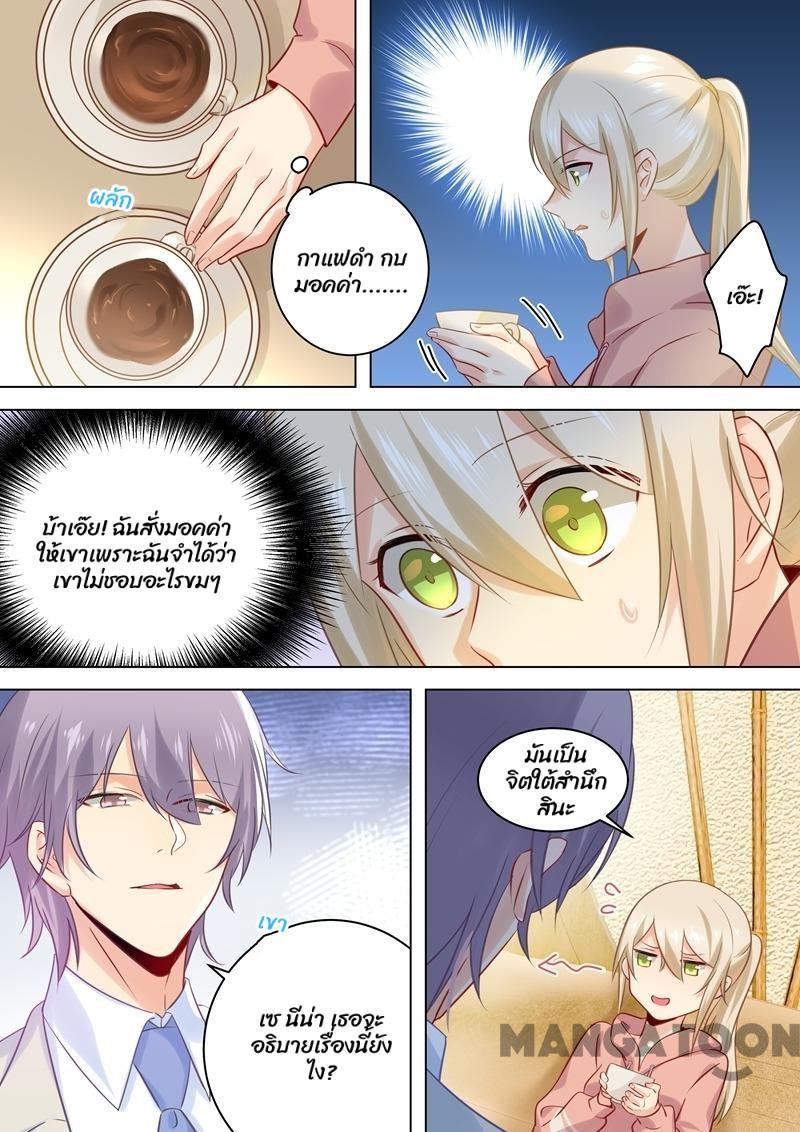 ผลัก
กาแฟดำ กบ
มอคค่า.......
เอ๊ะ!
บ้าเอ๊ย! ฉันสั่งมอคค่า
ให้เขาเพราะฉันจำได้ว่า
เขาไม่ชอบอะไรขมๆ
เขา
เซ นีน่า เธอจะ
อธิบายเรื่องนี้ยัง
ไง?
มันเป็น
จิตใต้สำนึก
สินะ
MANGATOON